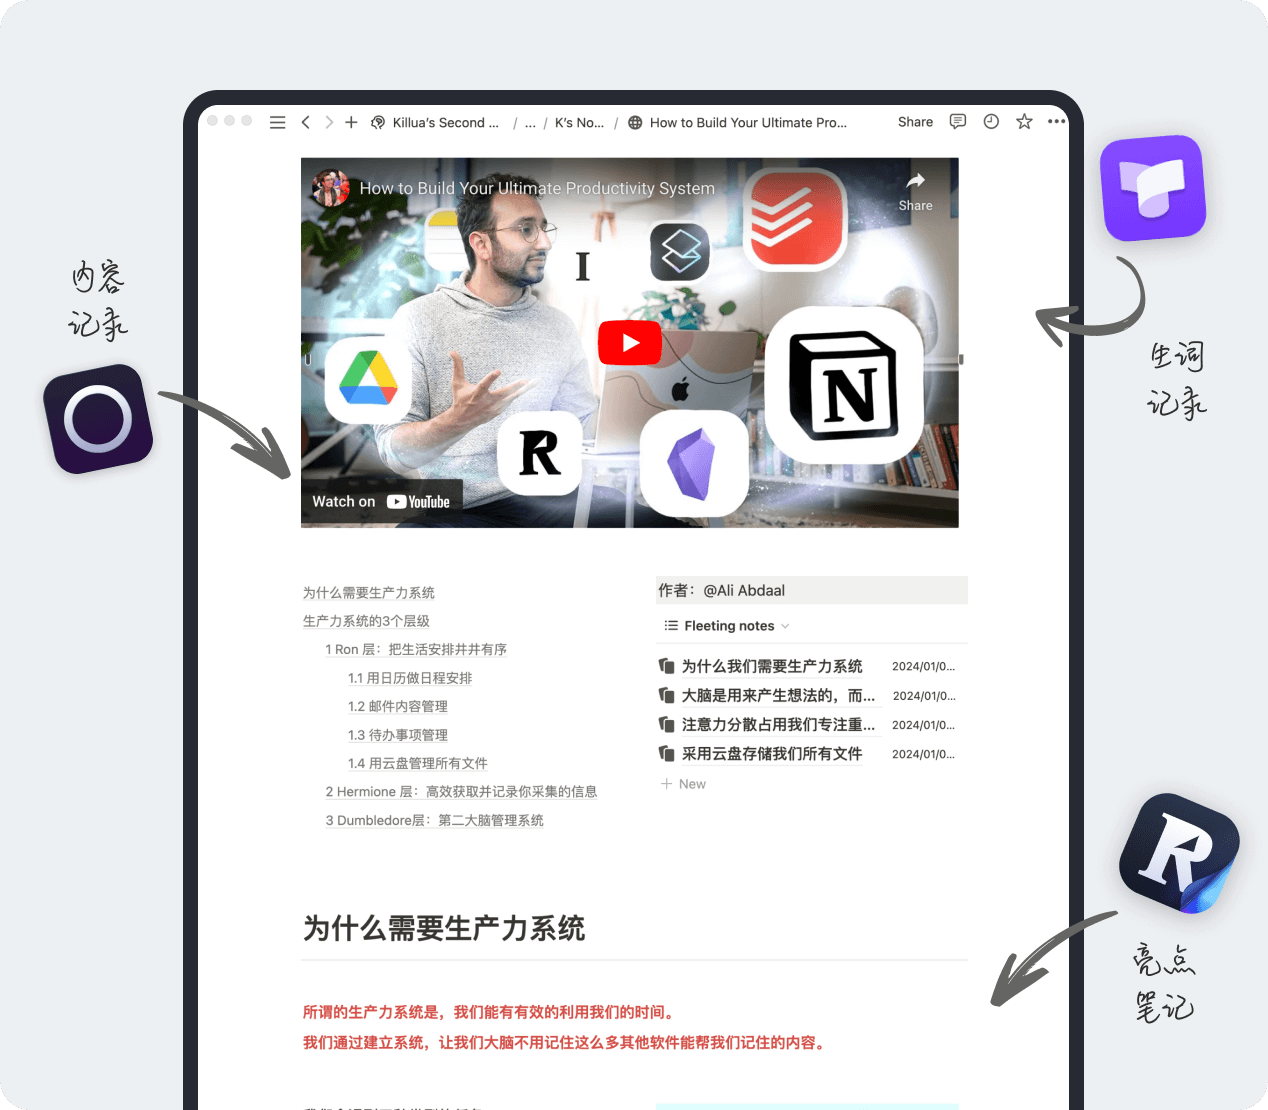 Killua's Second ... / ... / K's No... / How to Build Your Ultimate Pro...
Share
How to Build Your Ultimate Productivity System
Share
I
N
R
Watch on YouTube
内容
记录
生词
记录
为什么需要生产力系统
生产力系统的3个层级
1 Ron 层：把生活安排井井有序
1.1 用日历做日程安排
1.2 邮件内容管理
1.3 待办事项管理
1.4 用云盘管理所有文件
2 Hermione 层：高效获取并记录你采集的信息
3 Dumbledore层：第二大脑管理系统
作者：@Ali Abdaal
Fleeting notes
为什么我们需要生产力系统 2024/01/0...
大脑是用来产生想法的，而... 2024/01/0...
注意力分散占用我们专注重... 2024/01/0...
采用云盘存储我们所有文件 2024/01/0...
New
R
亮点
笔记
为什么需要生产力系统
所谓的生产力系统是，我们能有有效的利用我们的时间。
我们通过建立系统，让我们大脑不用记住这么多其他软件能帮我们记住的内容。